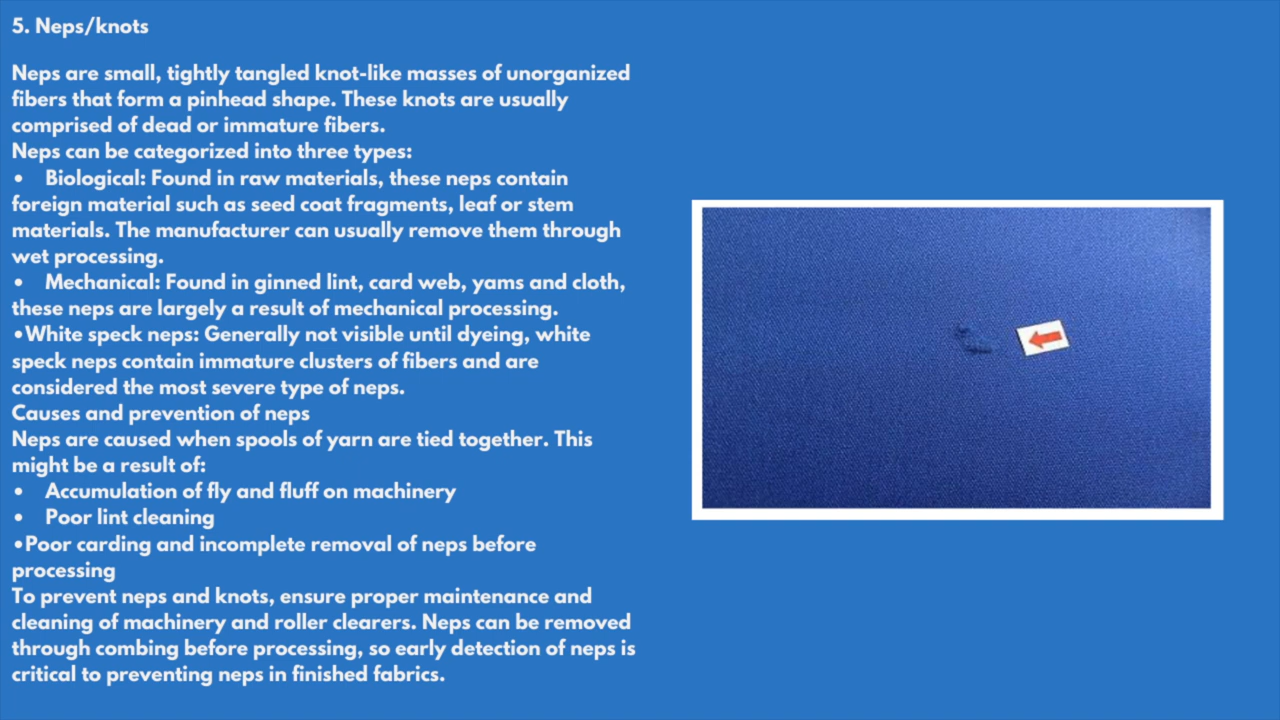 5. Neps/knots
Neps are small, tightly tangled knot-like masses of unorganized
fibers that form a pinhead shape. These knots are usually
comprised of dead or immature fibers.
Neps can be categorized into three types:
• Biological: Found in raw materials, these neps contain
foreign material such as seed coat fragments, leaf or stem
materials. The manufacturer can usually remove them through
wet processing.
• Mechanical: Found in ginned lint, card web, yams and cloth,
these neps are largely a result of mechanical processing.
•White speck neps: Generally not visible until dyeing, white
speck neps contain immature clusters of fibers and are
considered the most severe type of neps.
Causes and prevention of neps
Neps are caused when spools of yarn are tied together. This
might be a result of:
• Accumulation of fly and fluff on machinery
• Poor lint cleaning
•Poor carding and incomplete removal of neps before
processing
To prevent neps and knots, ensure proper maintenance and
cleaning of machinery and roller clearers. Neps can be removed
through combing before processing, so early detection of neps is
critical to preventing neps in finished fabrics.